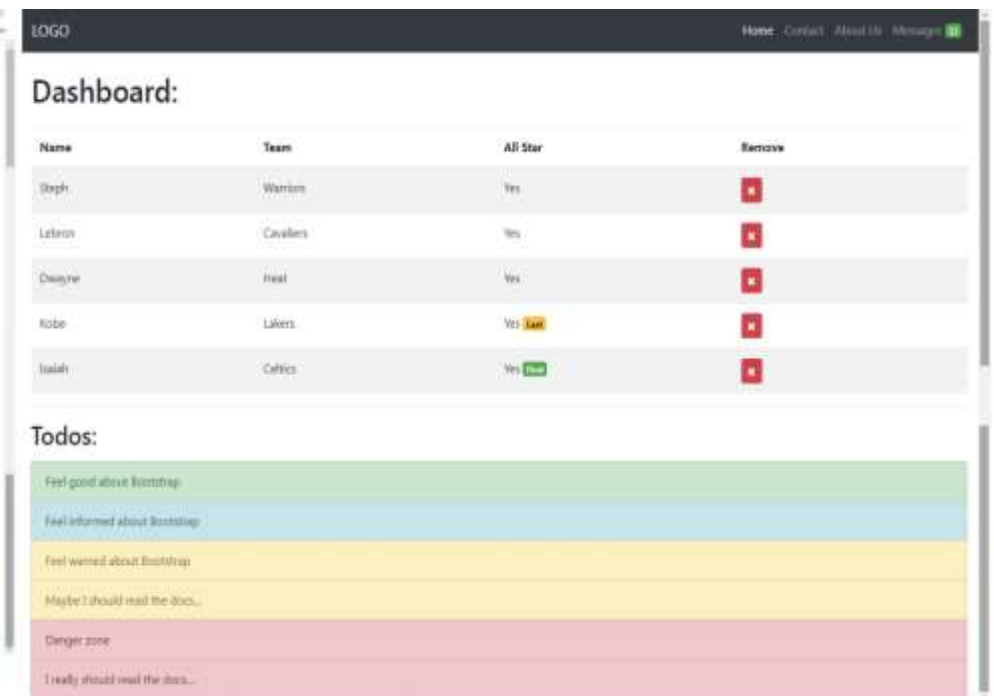 LOGO Home Contact About Us Messages
Dashboard:
Name Team All Star Remove
Steph Warriors Yes
Lebron Cavaliers Yes
Dwayne Heat Yes
Kobe Lakers Yes Last
Isaiah Celtics Yes
Todos:
Feel good about Bootstrap
Feel informed about Bootstrap
Feel warned about Bootstrap
Maybe I should read the docs...
Danger zone
I really should read the docs...